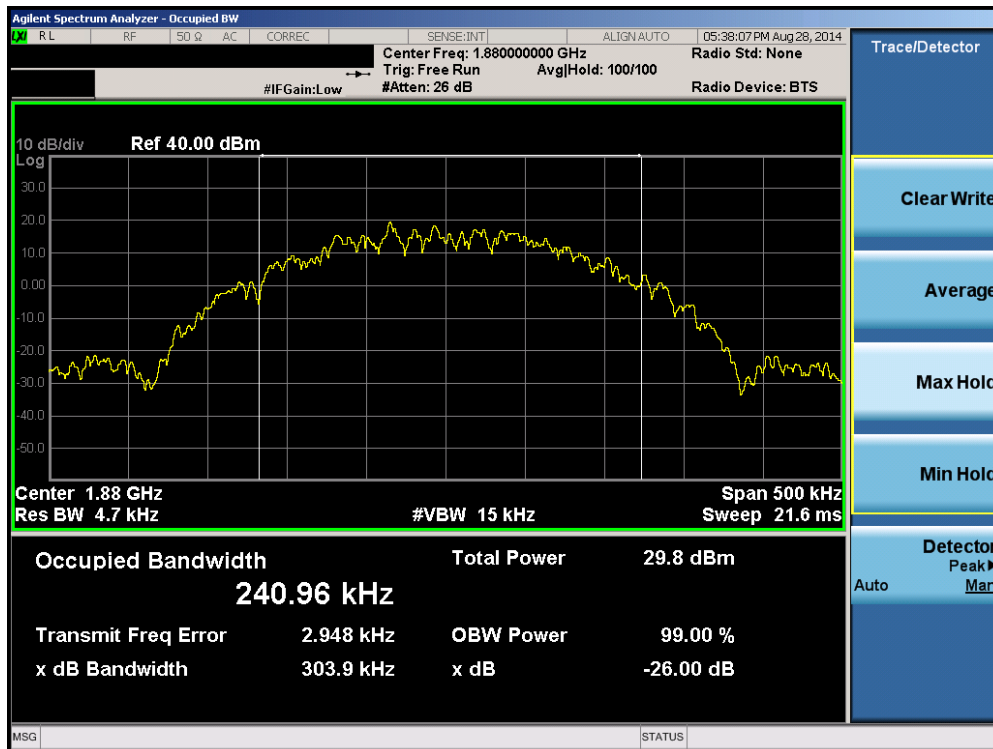 Agilent Spectrum Analyzer - Occupied BW
LXI RL RF 50 Ω AC CORREC SENSE:INT ALIGN AUTO 05:38:07 PM Aug 28, 2014
Center Freq: 1.880000000 GHz Radio Std: None
Trig: Free Run Avg|Hold: 100/100
#IFGain:Low #Atten: 26 dB Radio Device: BTS
10 dB/div Ref 40.00 dBm
Log
30.0
20.0
10.0
0.00
-10.0
-20.0
-30.0
-40.0
-50.0
Center 1.88 GHz Span 500 kHz
Res BW 4.7 kHz #VBW 15 kHz Sweep 21.6 ms
Occupied Bandwidth Total Power 29.8 dBm
240.96 kHz
Transmit Freq Error 2.948 kHz OBW Power 99.00 %
x dB Bandwidth 303.9 kHz x dB -26.00 dB
MSG STATUS
Trace/Detector
Clear Write
Average
Max Hold
Min Hold
Detector
Peak▶
Auto Man